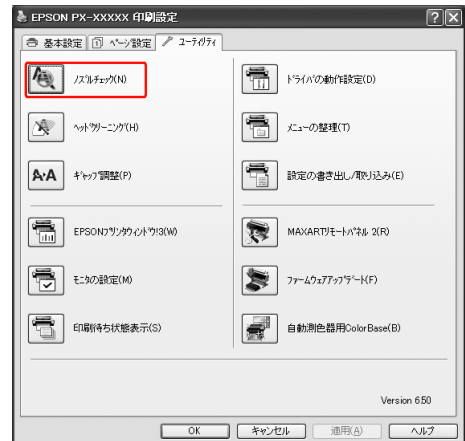 EPSON PX-XXXXX 印刷設定
基本設定 ページ設定 ユーティリティ
ノズルチェック(N)
ドライバの動作設定(D)
ヘッドクリーニング(H)
メニューの整理(T)
ギャップ調整(P)
設定の書き出し/取り込み(E)
EPSONプリンタウィンドウ!3(W)
MAXARTリモートパネル 2(R)
モニタの設定(M)
ファームウェアアップデート(F)
印刷待ち状態表示(S)
自動測色器用ColorBase(B)
Version 6.50
OK キャンセル 適用(A) ヘルプ